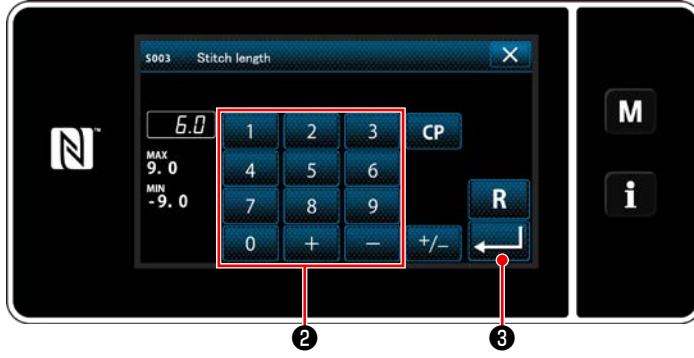 S003 Stitch length
6.0
1 2 3 CP
MAX
9.0
4 5 6
MIN
-9.0
7 8 9 R
0 + − +/−
M
i
N™
❷ ❸